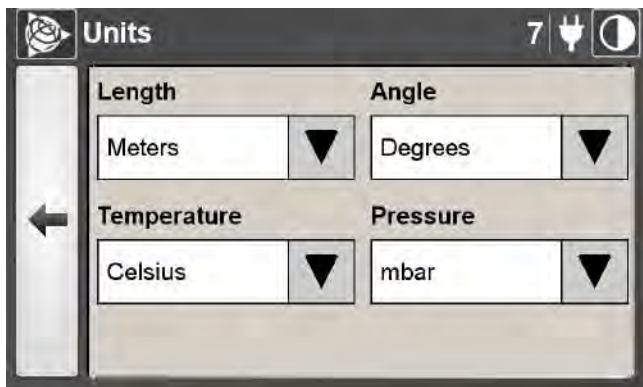 Units 7
Length Angle
Meters Degrees
Temperature Pressure
Celsius mbar